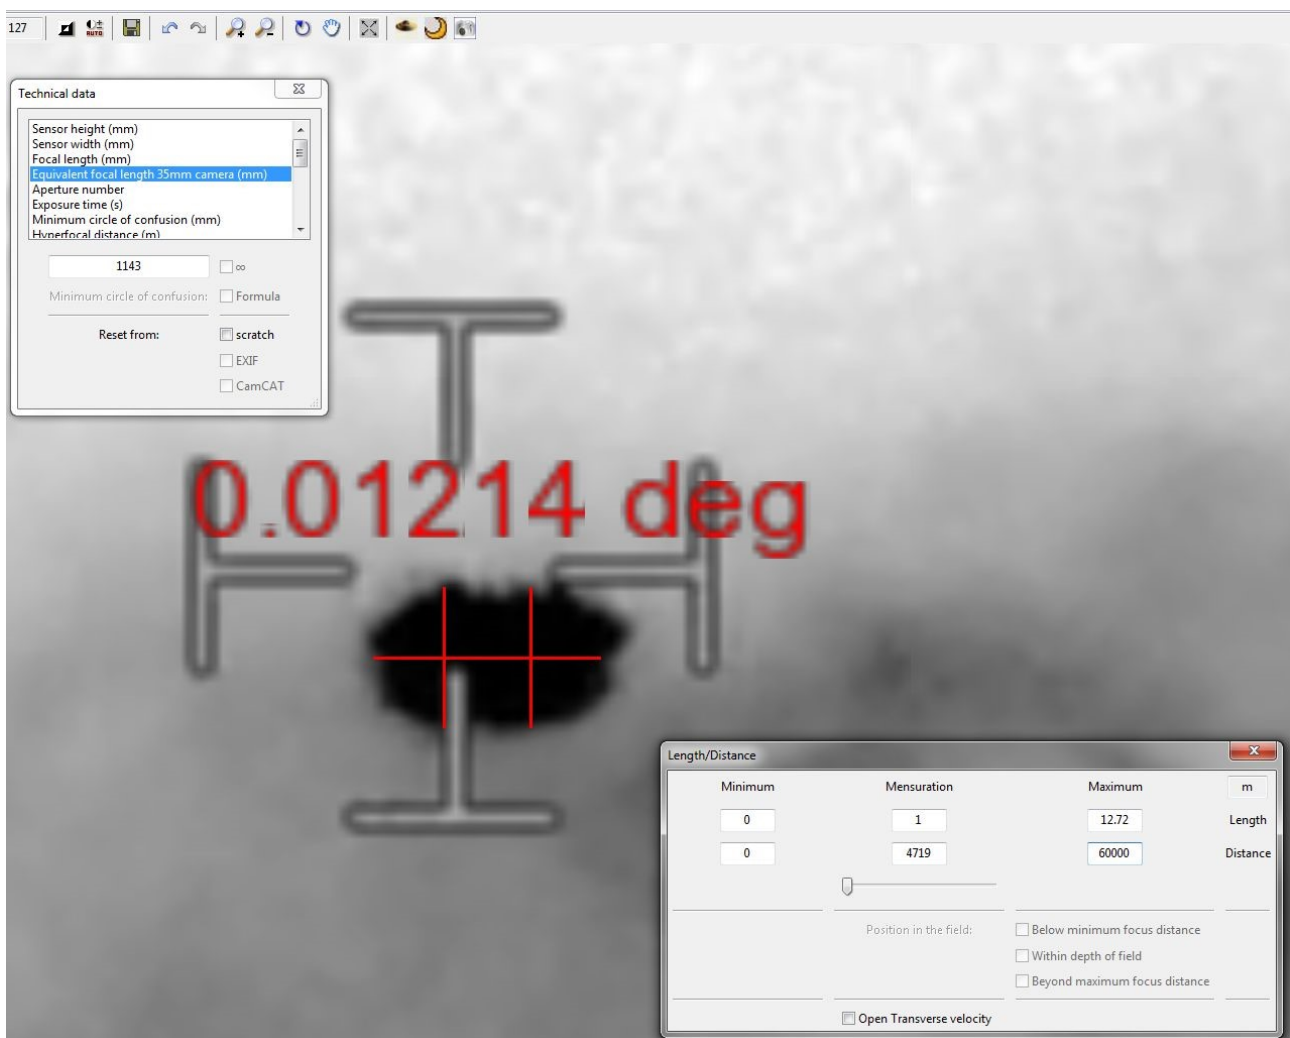 127
AUTO
Technical data
Sensor height (mm)
Sensor width (mm)
Focal length (mm)
Equivalent focal length 35mm camera (mm)
Aperture number
Exposure time (s)
Minimum circle of confusion (mm)
Hyperfocal distance (m)
1143 ∞
Minimum circle of confusion: Formula
Reset from: scratch
EXIF
CamCAT
0.01214 deg
Length/Distance
Minimum Mensuration Maximum m
0 1 12.72 Length
0 4719 60000 Distance
Position in the field: Below minimum focus distance
Within depth of field
Beyond maximum focus distance
Open Transverse velocity